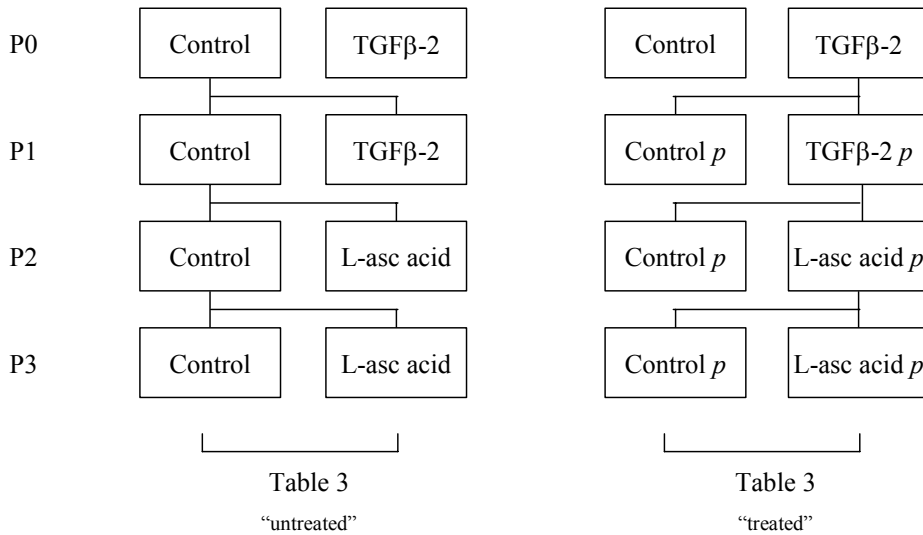 P0 Control TGFβ-2 Control TGFβ-2
P1 Control TGFβ-2 Control p TGFβ-2 p
P2 Control L-asc acid Control p L-asc acid p
P3 Control L-asc acid Control p L-asc acid p
Table 3 Table 3
“untreated” “treated”